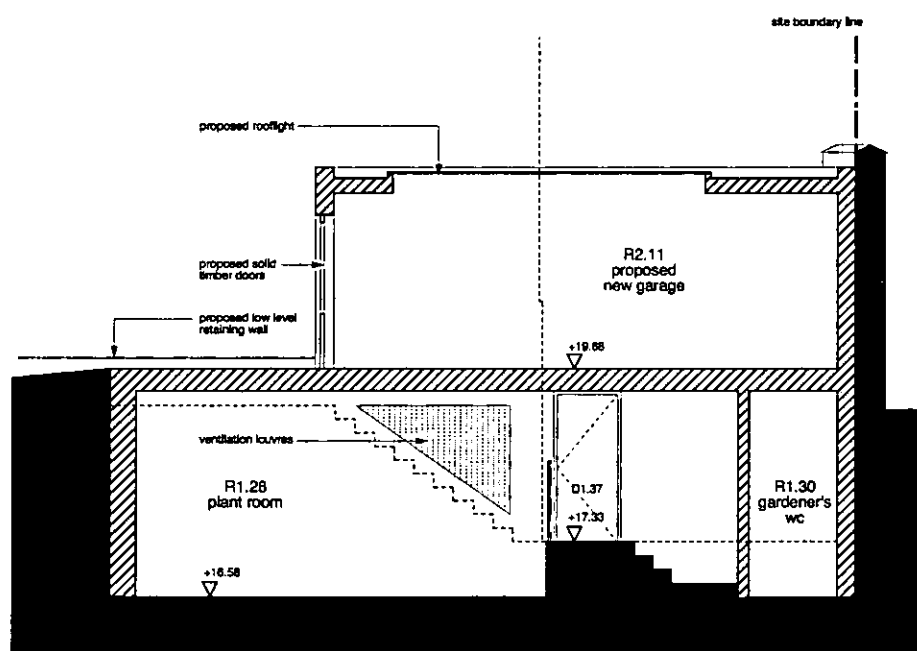 site boundary line
proposed rooflight
R2.11
proposed
new garage
proposed solid
timber doors
proposed low level
retaining wall
+19.68
ventilation louvres
R1.28
plant room
D1.37
+17.33
R1.30
gardener's
wc
+16.58